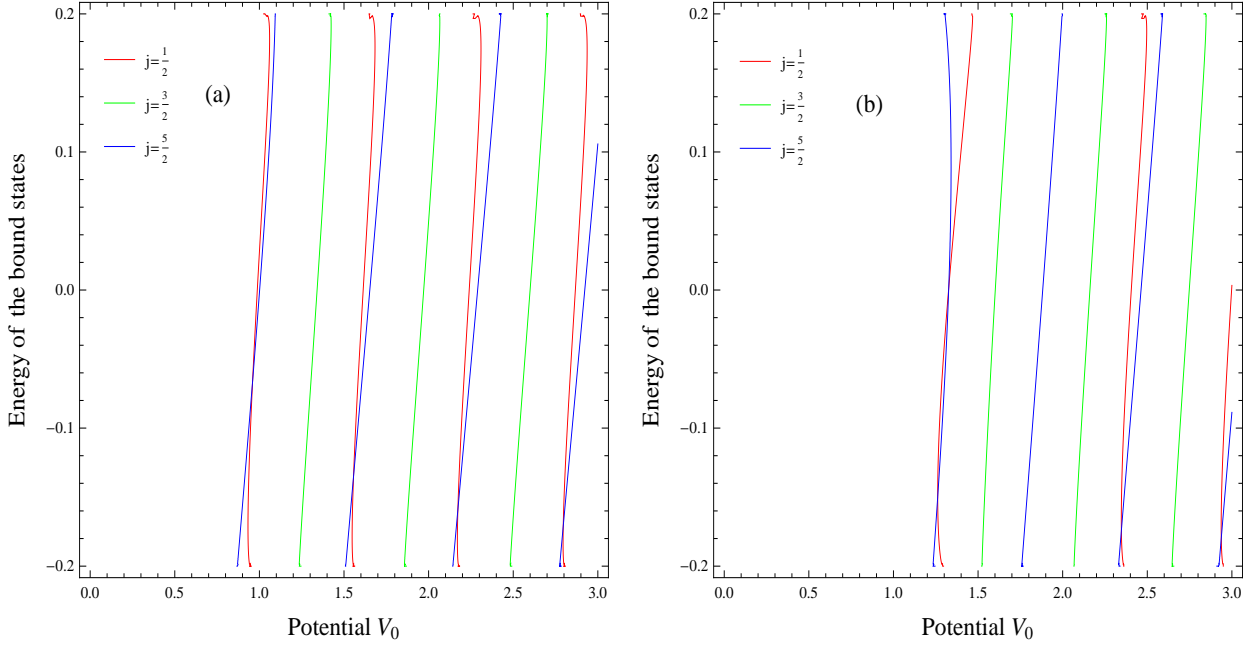 0.2
0.1
0.0
−0.1
−0.2
Energy of the bound states
j=1/2
j=3/2
j=5/2
(a)
0.0 0.5 1.0 1.5 2.0 2.5 3.0
Potential V₀
0.2
0.1
0.0
−0.1
−0.2
Energy of the bound states
j=1/2
j=3/2
j=5/2
(b)
0.0 0.5 1.0 1.5 2.0 2.5 3.0
Potential V₀